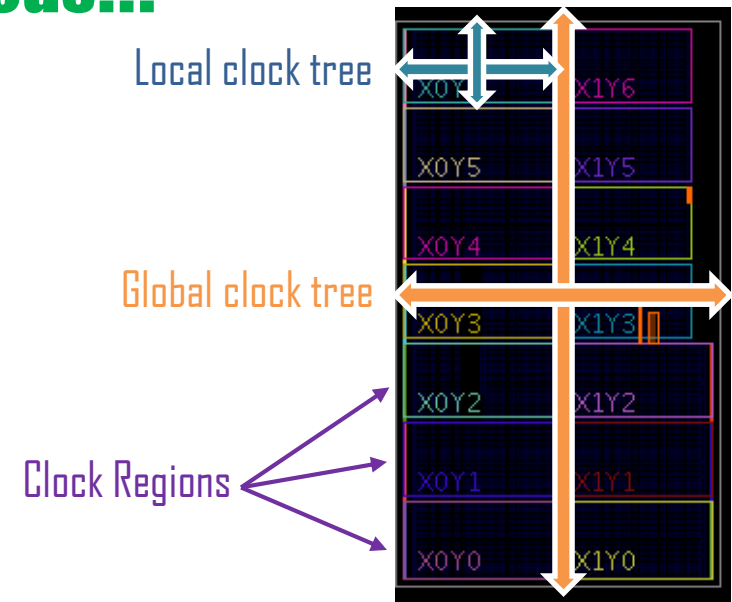 Local clock tree
X1Y6
X0Y5 X1Y5
X0Y4 X1Y4
Global clock tree
X0Y3 X1Y3
X0Y2 X1Y2
Clock Regions
X0Y1 X1Y1
X0Y0 X1Y0